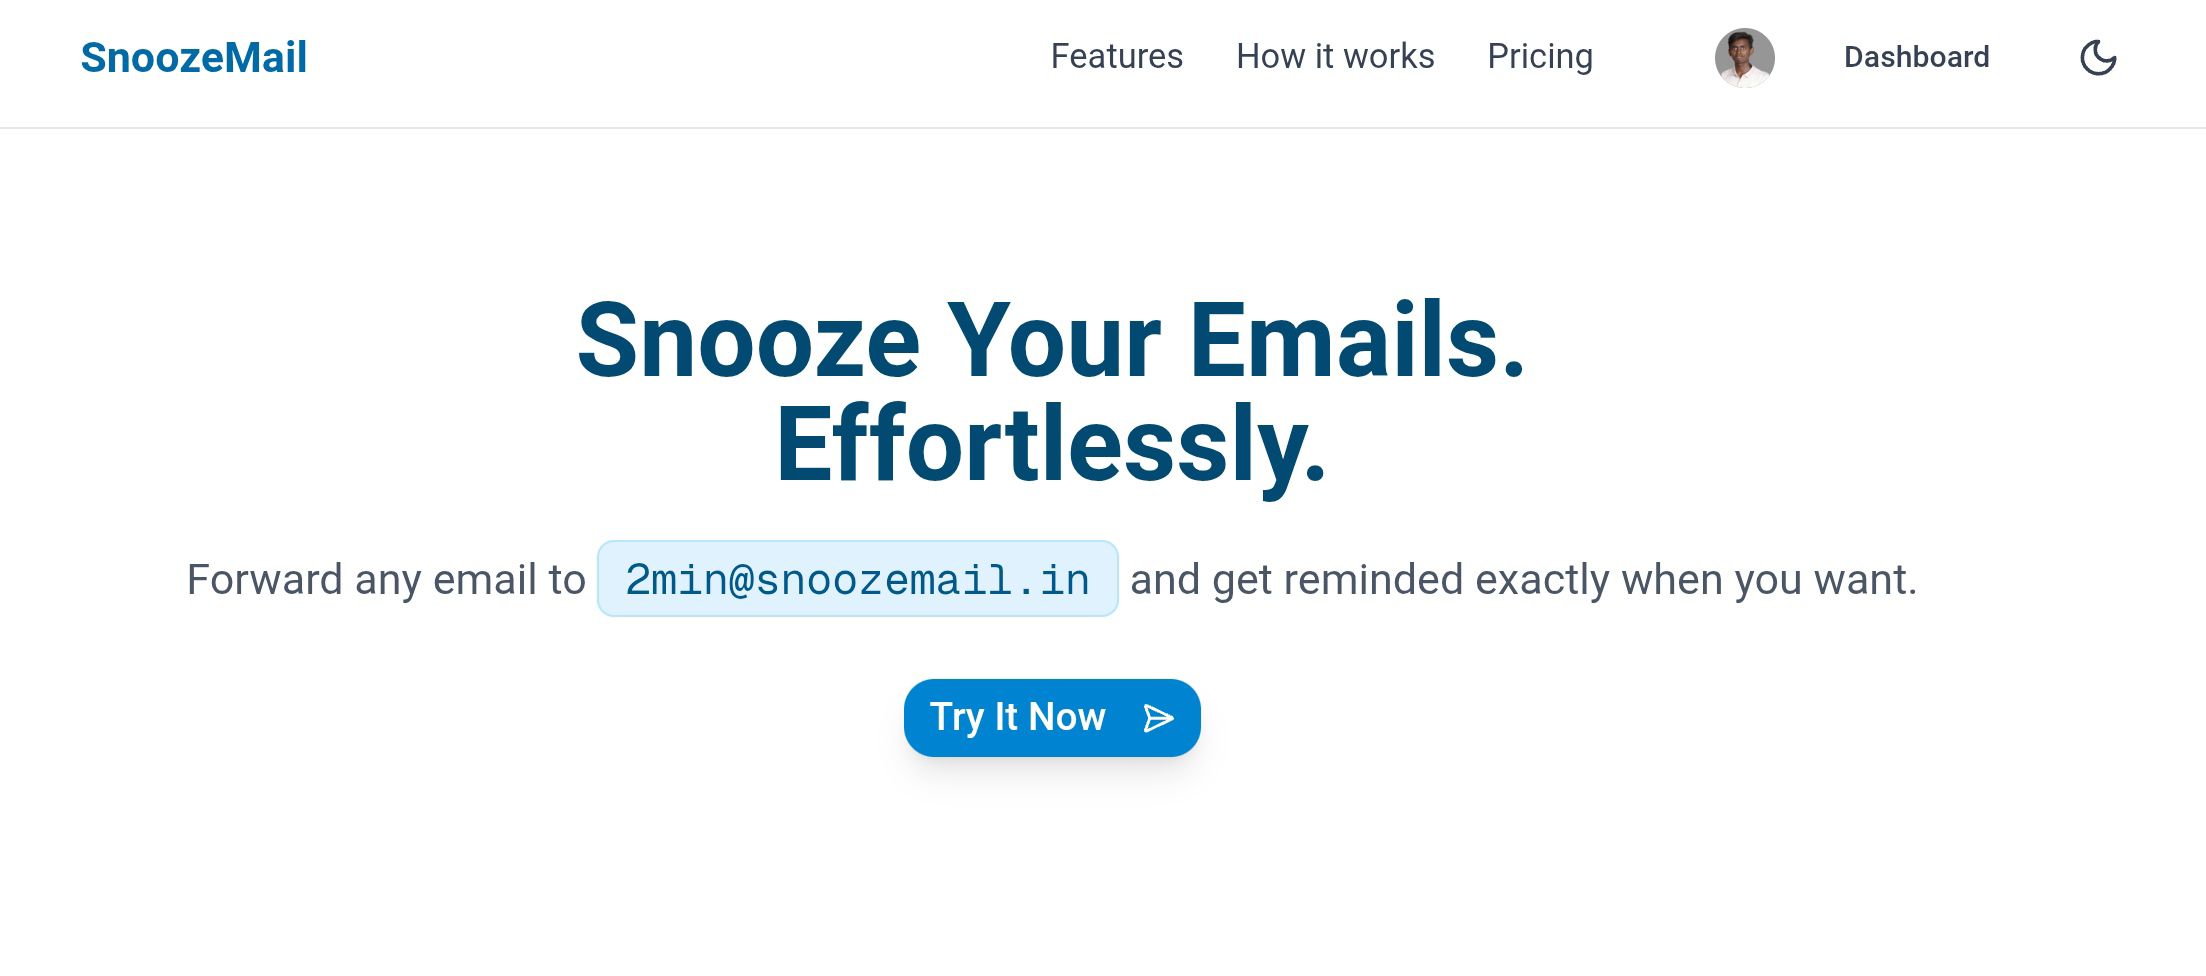 SnoozeMail
Features
How it works
Pricing
Dashboard
Snooze Your Emails.
Effortlessly.
Forward any email to 2min@snoozemail.in and get reminded exactly when you want.
Try It Now